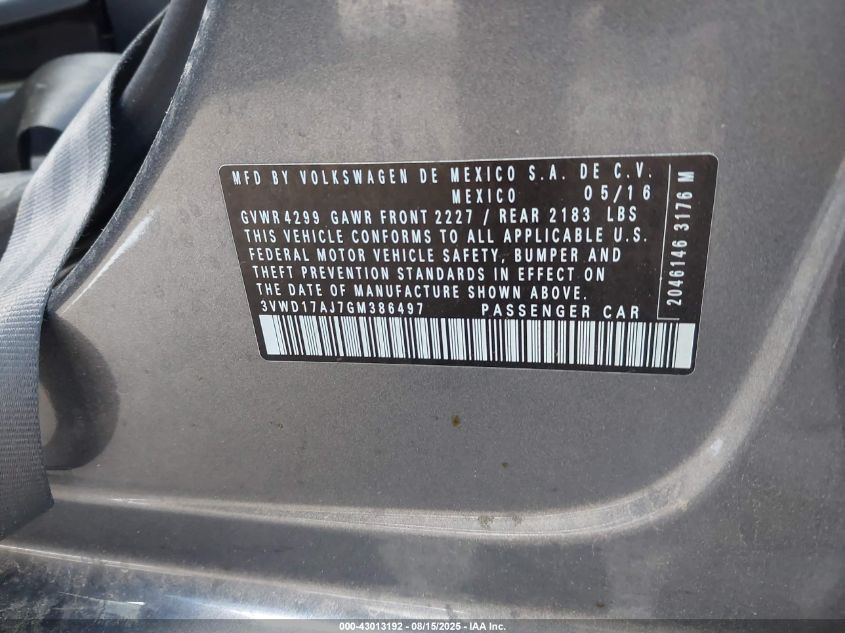 MFD BY VOLKSWAGEN DE MEXICO S.A. DE C.V.
MEXICO 05/16
GVWR 4299 GAWR FRONT 2227 / REAR 2183 LBS
THIS VEHICLE CONFORMS TO ALL APPLICABLE U.S.
FEDERAL MOTOR VEHICLE SAFETY, BUMPER AND
THEFT PREVENTION STANDARDS IN EFFECT ON
THE DATE OF MANUFACTURE SHOWN ABOVE.
3VWD17AJ7GM386497 PASSENGER CAR
2046146 3176 M
000-43013192 - 08/15/2025 - IAA Inc.